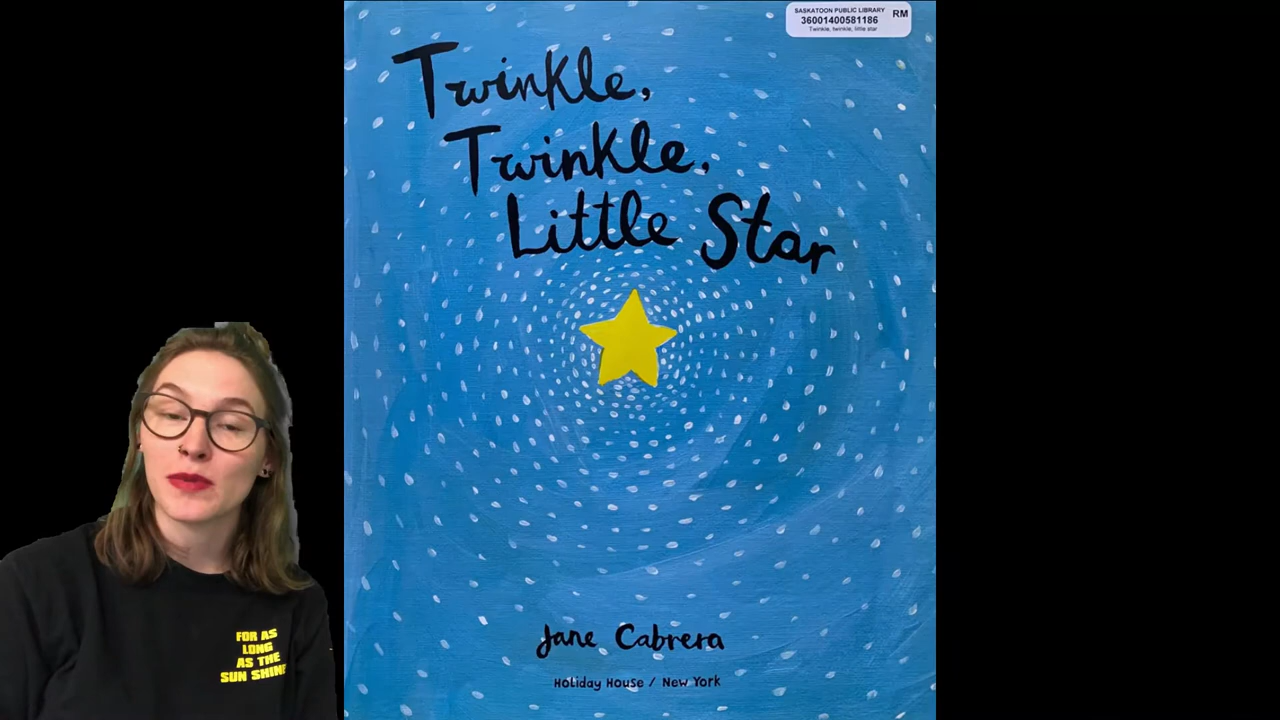 SASKATOON PUBLIC LIBRARY
36001400581186
RM
Twinkle, twinkle, little star
Twinkle,
Twinkle,
Little Star
Jane Cabrera
Holiday House / New York
FOR AS
LONG
AS THE
SUN SHINE